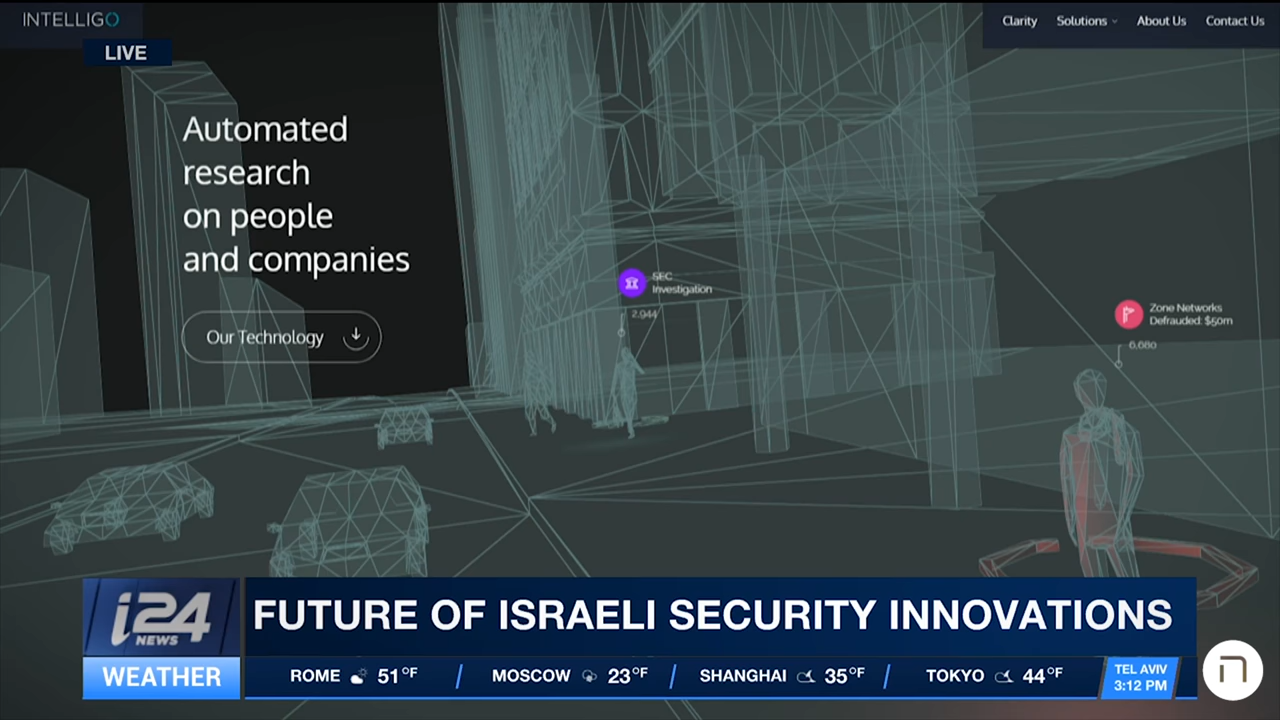 INTELLIGO
Clarity Solutions About Us Contact Us
LIVE
Automated
research
on people
and companies
Our Technology
SEC
Investigation
2,944
Zone Networks
Defrauded: $50m
6,680
i24
NEWS
FUTURE OF ISRAELI SECURITY INNOVATIONS
WEATHER
ROME 51°F / MOSCOW 23°F / SHANGHAI 35°F / TOKYO 44°F
TEL AVIV
3:12 PM